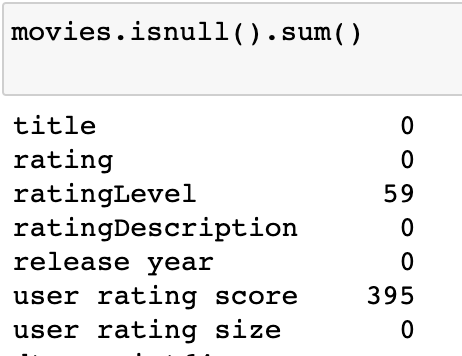 movies.isnull().sum()
title 0
rating 0
ratingLevel 59
ratingDescription 0
release year 0
user rating score 395
user rating size 0